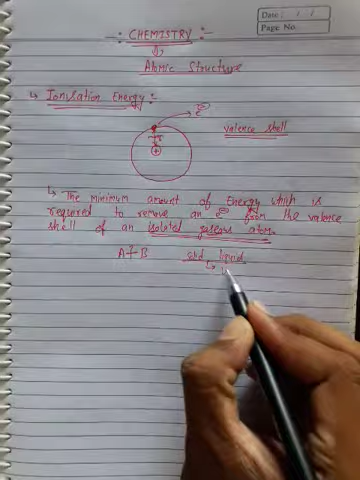 Date : / /
Page No.
-: CHEMISTRY :-
Atomic Structure
↳ Ionisation Energy :-
e⊖
valence shell
+
↳ The minimum amount of Energy which is
required to remove an e⊖ from the valence
shell of an isolated gaseous atom.
A+B liquid